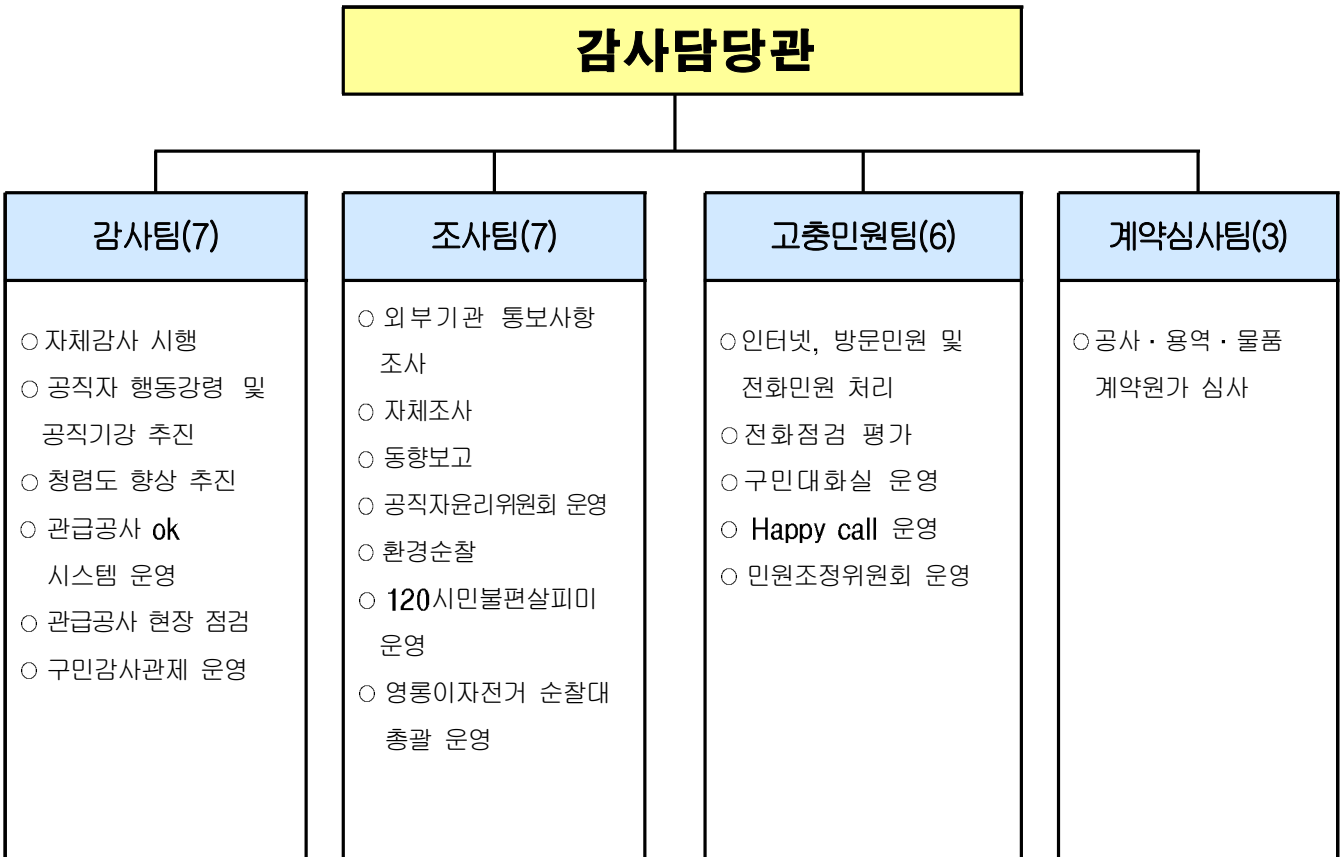 감사담당관
감사팀(7)
○ 자체감사 시행
○ 공직자 행동강령 및
공직기강 추진
○ 청렴도 향상 추진
○ 관급공사 ok
시스템 운영
○ 관급공사 현장 점검
○ 구민감사관제 운영
조사팀(7)
○ 외부기관 통보사항
조사
○ 자체조사
○ 동향보고
○ 공직자윤리위원회 운영
○ 환경순찰
○ 120시민불편살피미
운영
○ 영롱이자전거 순찰대
총괄 운영
고충민원팀(6)
○ 인터넷, 방문민원 및
전화민원 처리
○ 전화점검 평가
○ 구민대화실 운영
○ Happy call 운영
○ 민원조정위원회 운영
계약심사팀(3)
○ 공사·용역·물품
계약원가 심사